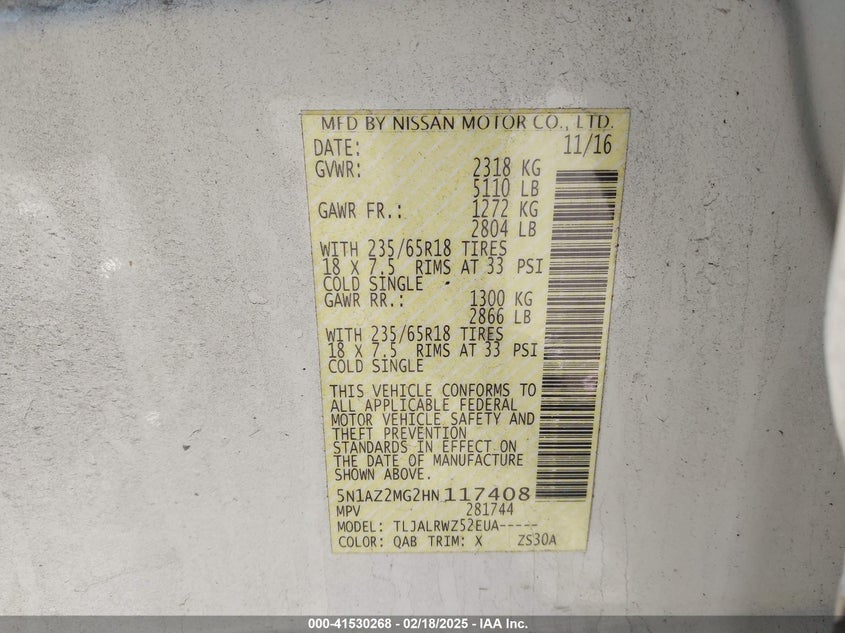 MFD BY NISSAN MOTOR CO., LTD.
DATE: 11/16
GVWR: 2318 KG
5110 LB
GAWR FR.: 1272 KG
2804 LB
WITH 235/65R18 TIRES
18 X 7.5 RIMS AT 33 PSI
COLD SINGLE
GAWR RR.: 1300 KG
2866 LB
WITH 235/65R18 TIRES
18 X 7.5 RIMS AT 33 PSI
COLD SINGLE
THIS VEHICLE CONFORMS TO
ALL APPLICABLE FEDERAL
MOTOR VEHICLE SAFETY AND
THEFT PREVENTION
STANDARDS IN EFFECT ON
THE DATE OF MANUFACTURE
SHOWN ABOVE.
5N1AZ2MG2HN117408
MPV 281744
MODEL: TLJALRWZ52EUA-----
COLOR: QAB TRIM: X ZS30A
000-41530268 - 02/18/2025 - IAA Inc.